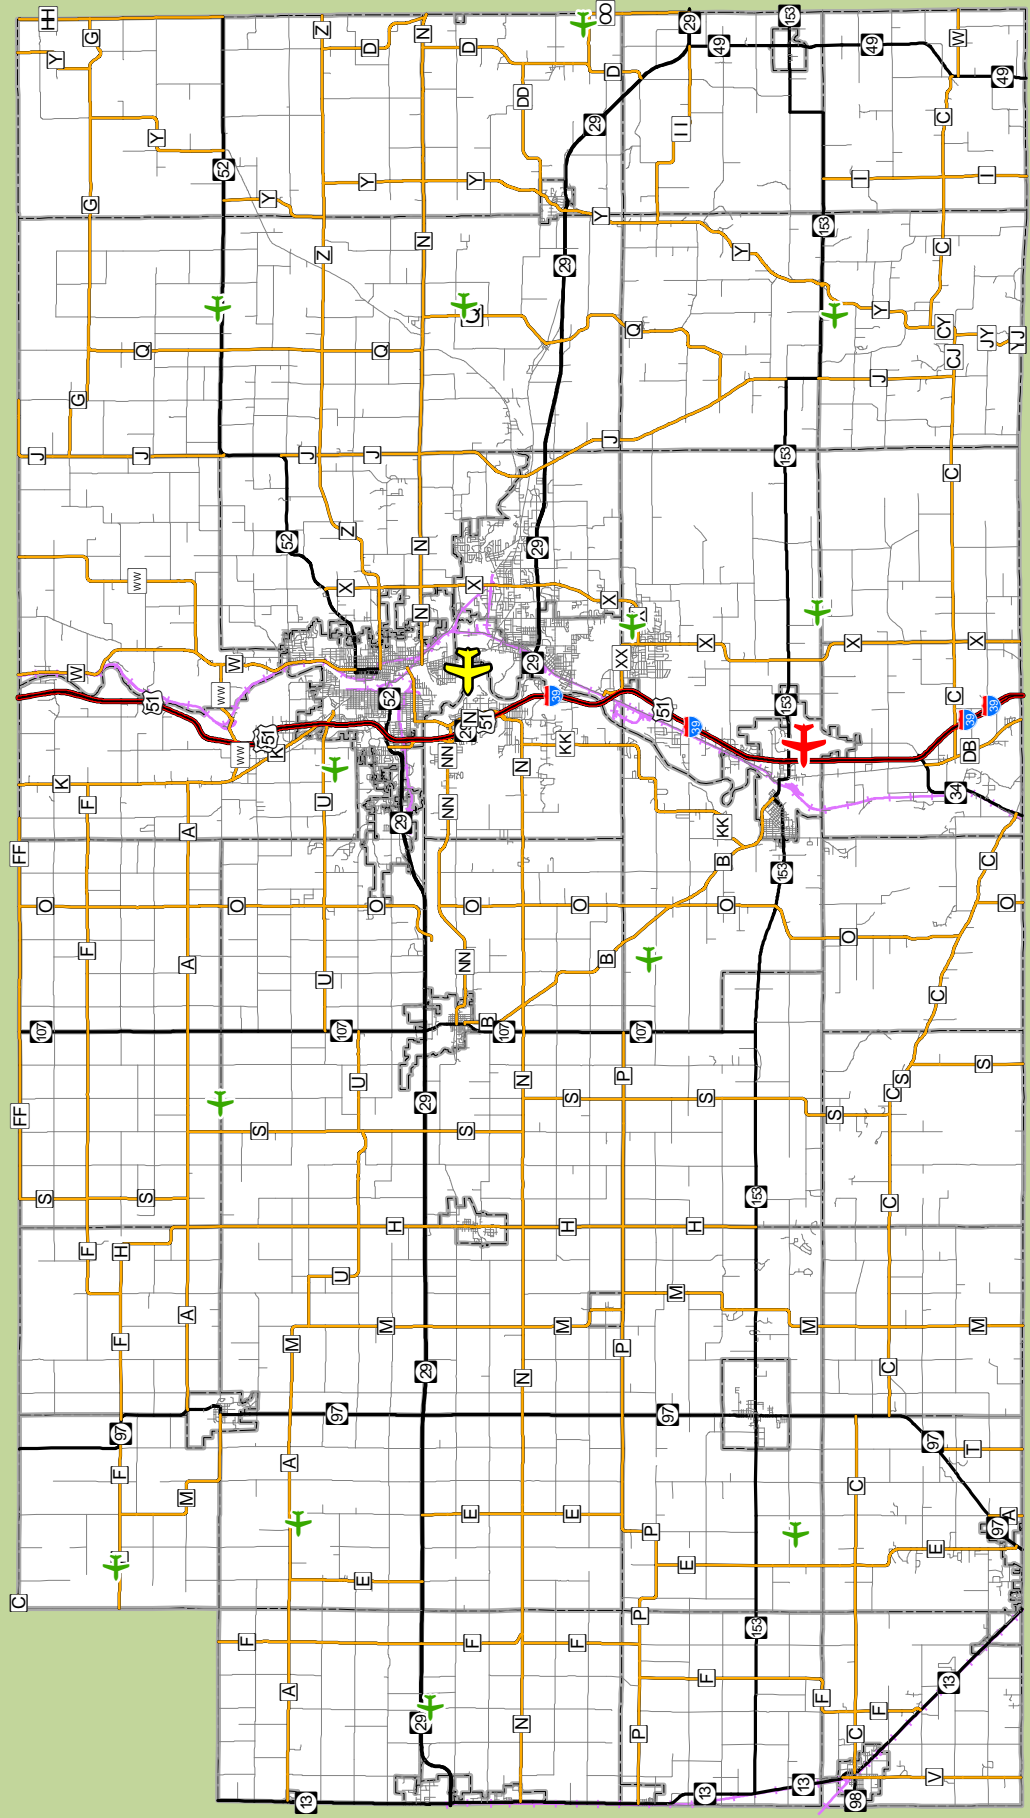 HH
G
Z
N
D
D
29
153
OO
49
49
W
49
Y
D
DD
II
29
C
Y
52
Y
Y
I
I
G
Y
Y
153
Z
N
29
Y
C
Y
Q
Q
Q
CY
JY
CJ
G
J
J
J
J
J
J
153
C
52
Z
N
29
WW
X
X
N
X
X
X
X
W
W
WW
51
51
WW
K
52
29
XX
39
51
39
153
C
39
39
DB
34
K
F
A
U
NN
NN
N
KK
KK
29
FF
B
153
C
O
O
O
O
O
O
O
O
F
A
U
NN
B
C
107
107
B
107
107
FF
U
29
N
P
S
S
C
S
S
S
S
S
S
S
153
C
F
H
H
H
H
U
M
M
M
M
M
M
F
A
P
29
N
C
97
97
97
97
F
A
M
T
E
E
P
C
97
A
E
E
E
C
P
153
F
F
F
F
F
F
A
29
N
P
C
13
13
13
13
98
V